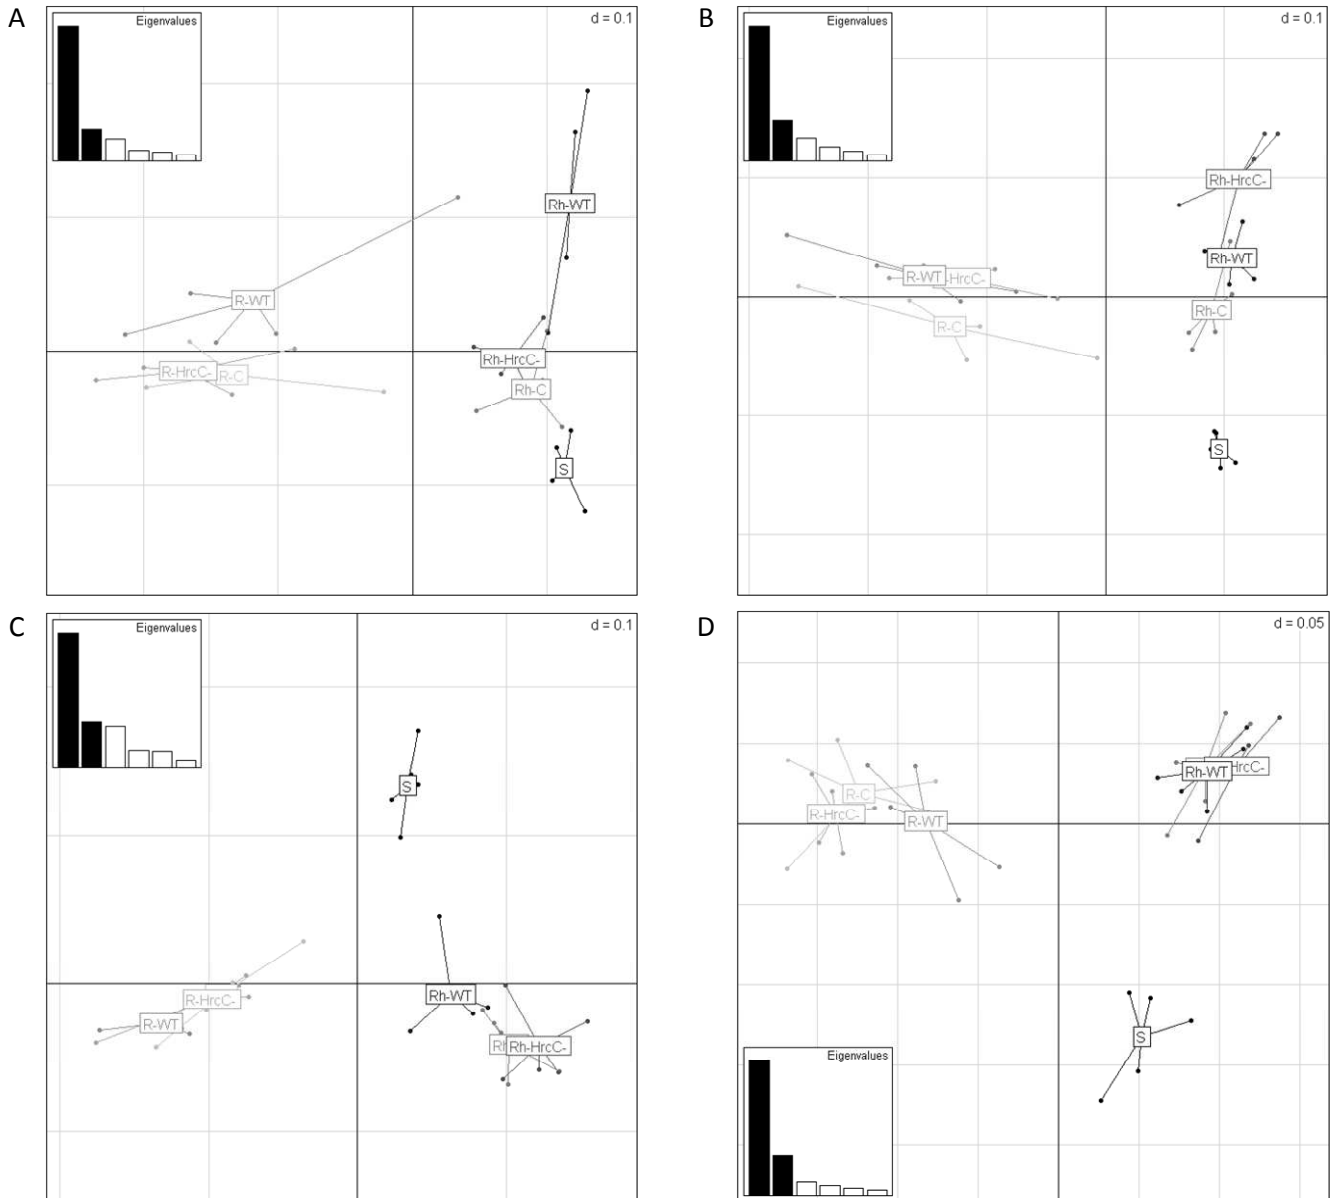 A
Eigenvalues
d = 0.1
Rh-WT
R-WT
Rh-HrcC-
R-HrcC-
R-C
Rh-C
S
B
Eigenvalues
d = 0.1
Rh-HrcC-
Rh-WT
R-WT
-HrcC-
Rh-C
R-C
S
C
Eigenvalues
d = 0.1
S
Rh-WT
R-HrcC-
R-WT
Rh
Rh-HrcC-
D
d = 0.05
Rh-WT
HrcC-
R-C
R-HrcC-
R-WT
S
Eigenvalues